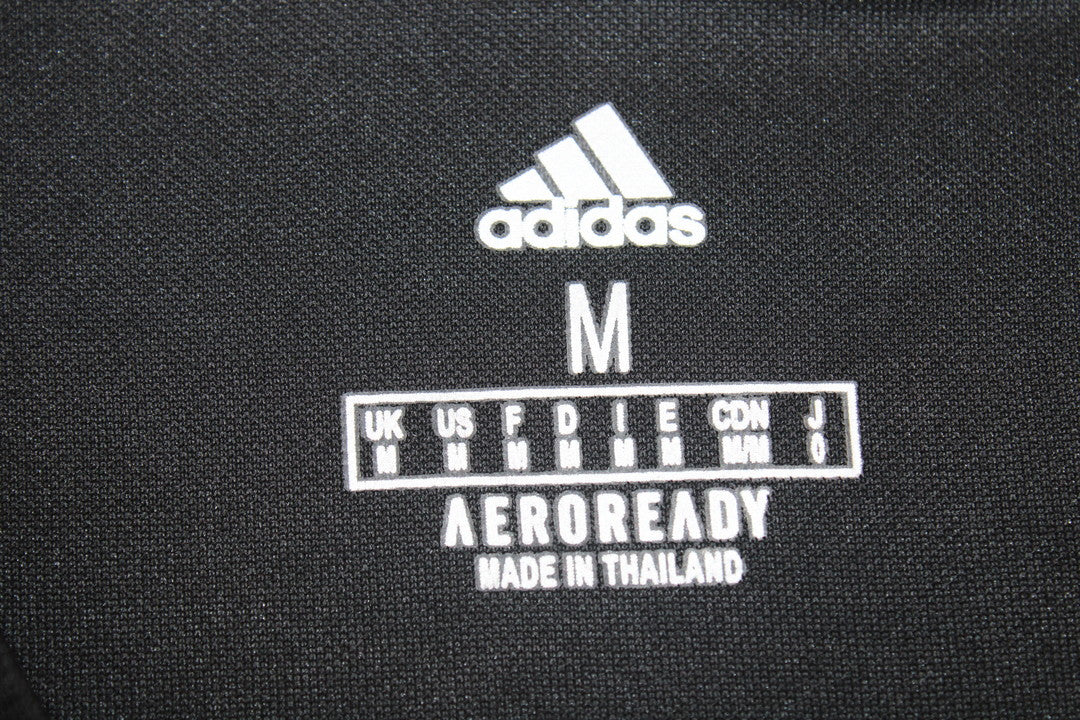 adidas
M
UK US F D I E CDN J
M M M M M M M/M O
AEROREADY
MADE IN THAILAND